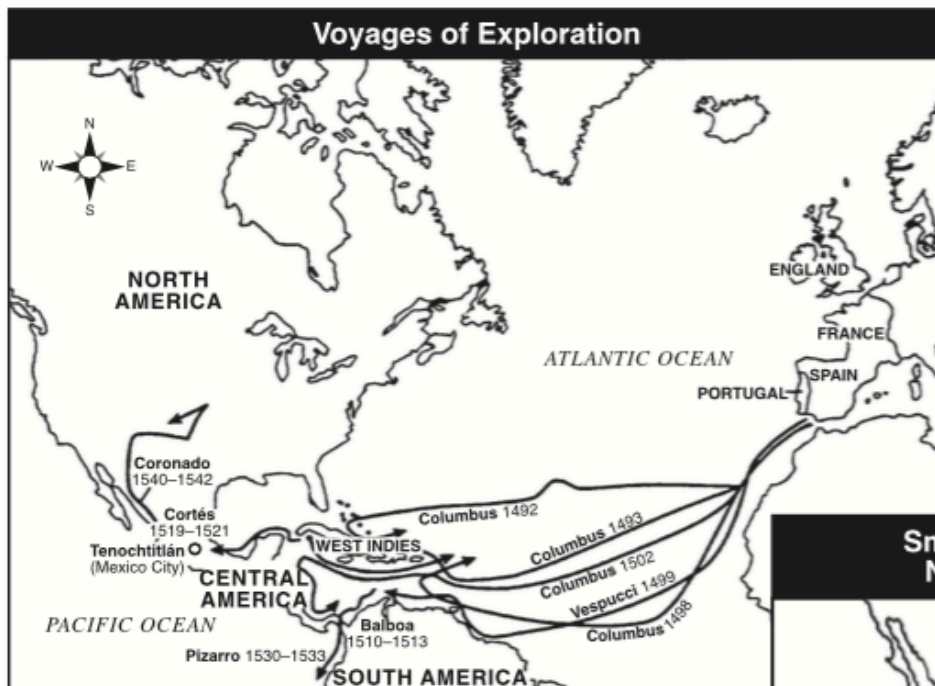 Voyages of Exploration
N
W
E
S
NORTH
AMERICA
ENGLAND
FRANCE
ATLANTIC OCEAN
SPAIN
PORTUGAL
Coronado
1540–1542
Cortés
1519–1521
Columbus 1492
Tenochtitlán
(Mexico City)
WEST INDIES
Columbus 1493
Columbus 1502
CENTRAL
AMERICA
Vespucci 1499
Columbus 1498
PACIFIC OCEAN
Balboa
1510–1513
Pizarro 1530–1533
SOUTH AMERICA